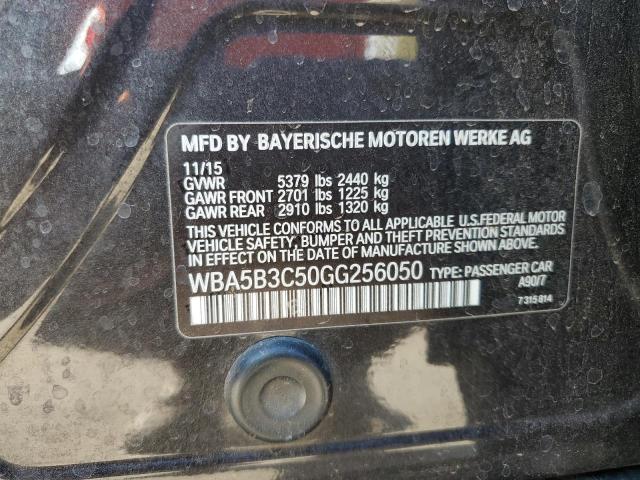 MFD BY BAYERISCHE MOTOREN WERKE AG
11/15
GVWR 5379 lbs 2440 kg
GAWR FRONT 2701 lbs 1225 kg
GAWR REAR 2910 lbs 1320 kg
THIS VEHICLE CONFORMS TO ALL APPLICABLE U.S.FEDERAL MOTOR
VEHICLE SAFETY, BUMPER AND THEFT PREVENTION STANDARDS
IN EFFECT ON THE DATE OF MANUFACTURE SHOWN ABOVE.
WBA5B3C50GG256050 TYPE: PASSENGER CAR
A90/7
7315814